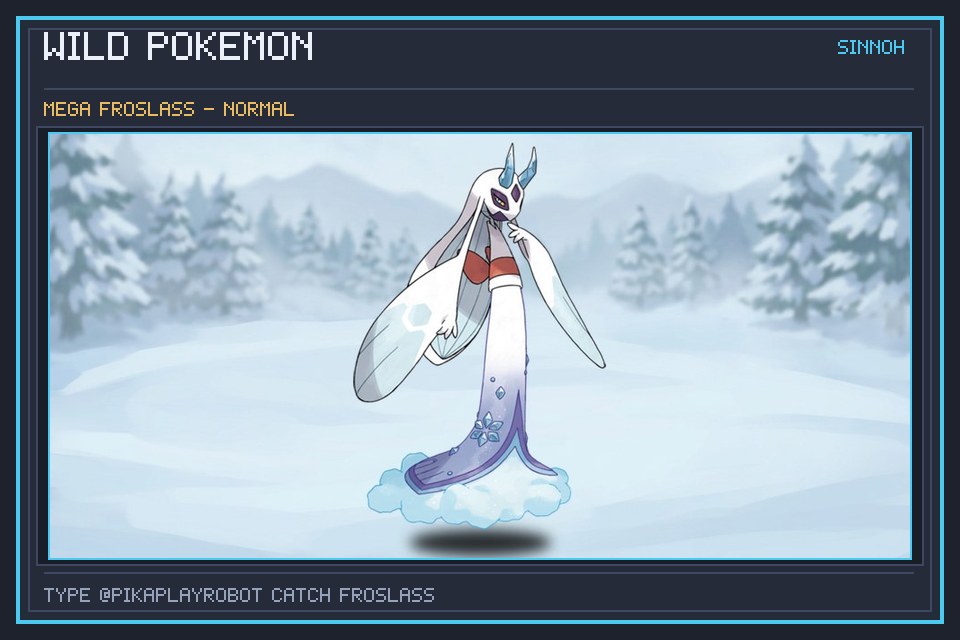 WILD POKEMON
SINNOH
MEGA FROSLASS - NORMAL
TYPE @PIKAPLAYROBOT CATCH FROSLASS